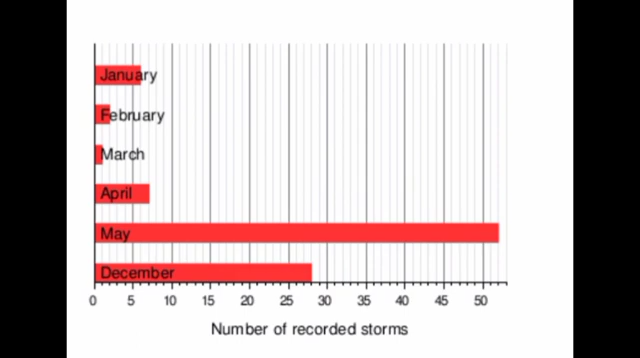 January
February
March
April
May
December
0 5 10 15 20 25 30 35 40 45 50
Number of recorded storms